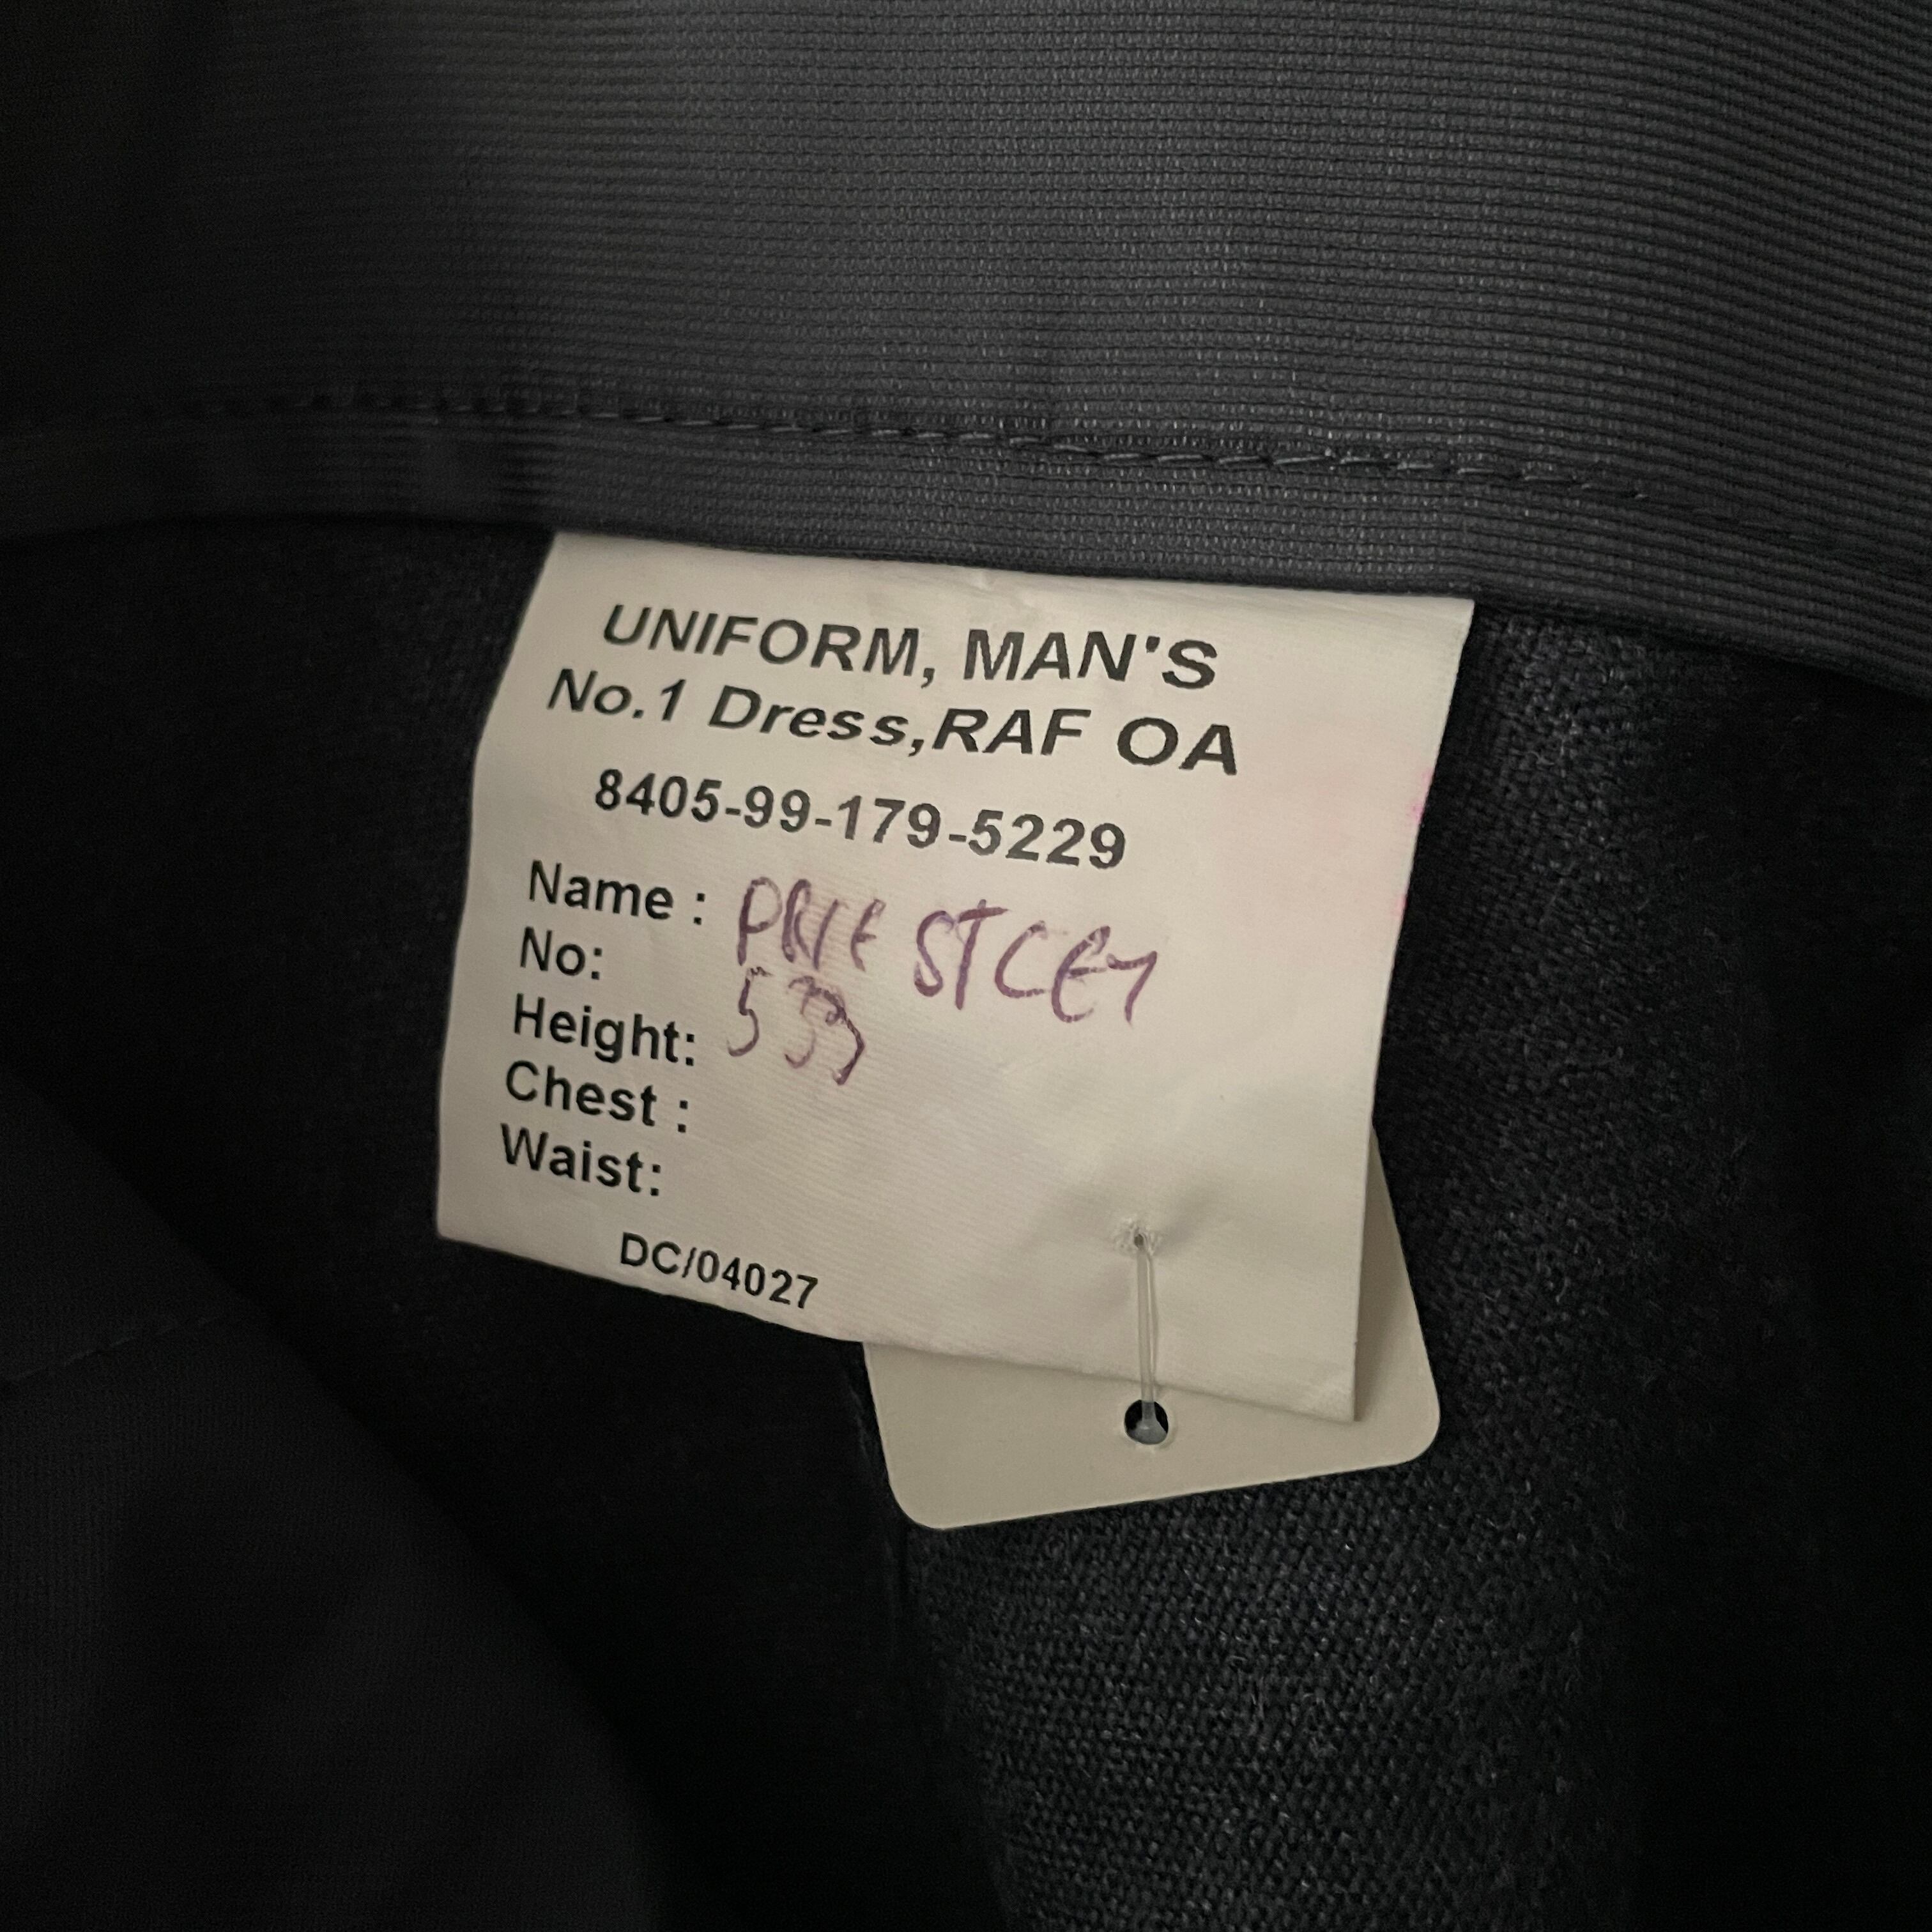 UNIFORM, MAN'S
No.1 Dress,RAF OA
8405-99-179-5229
Name : PRIESTLEY
No: 533
Height:
Chest :
Waist:
DC/04027